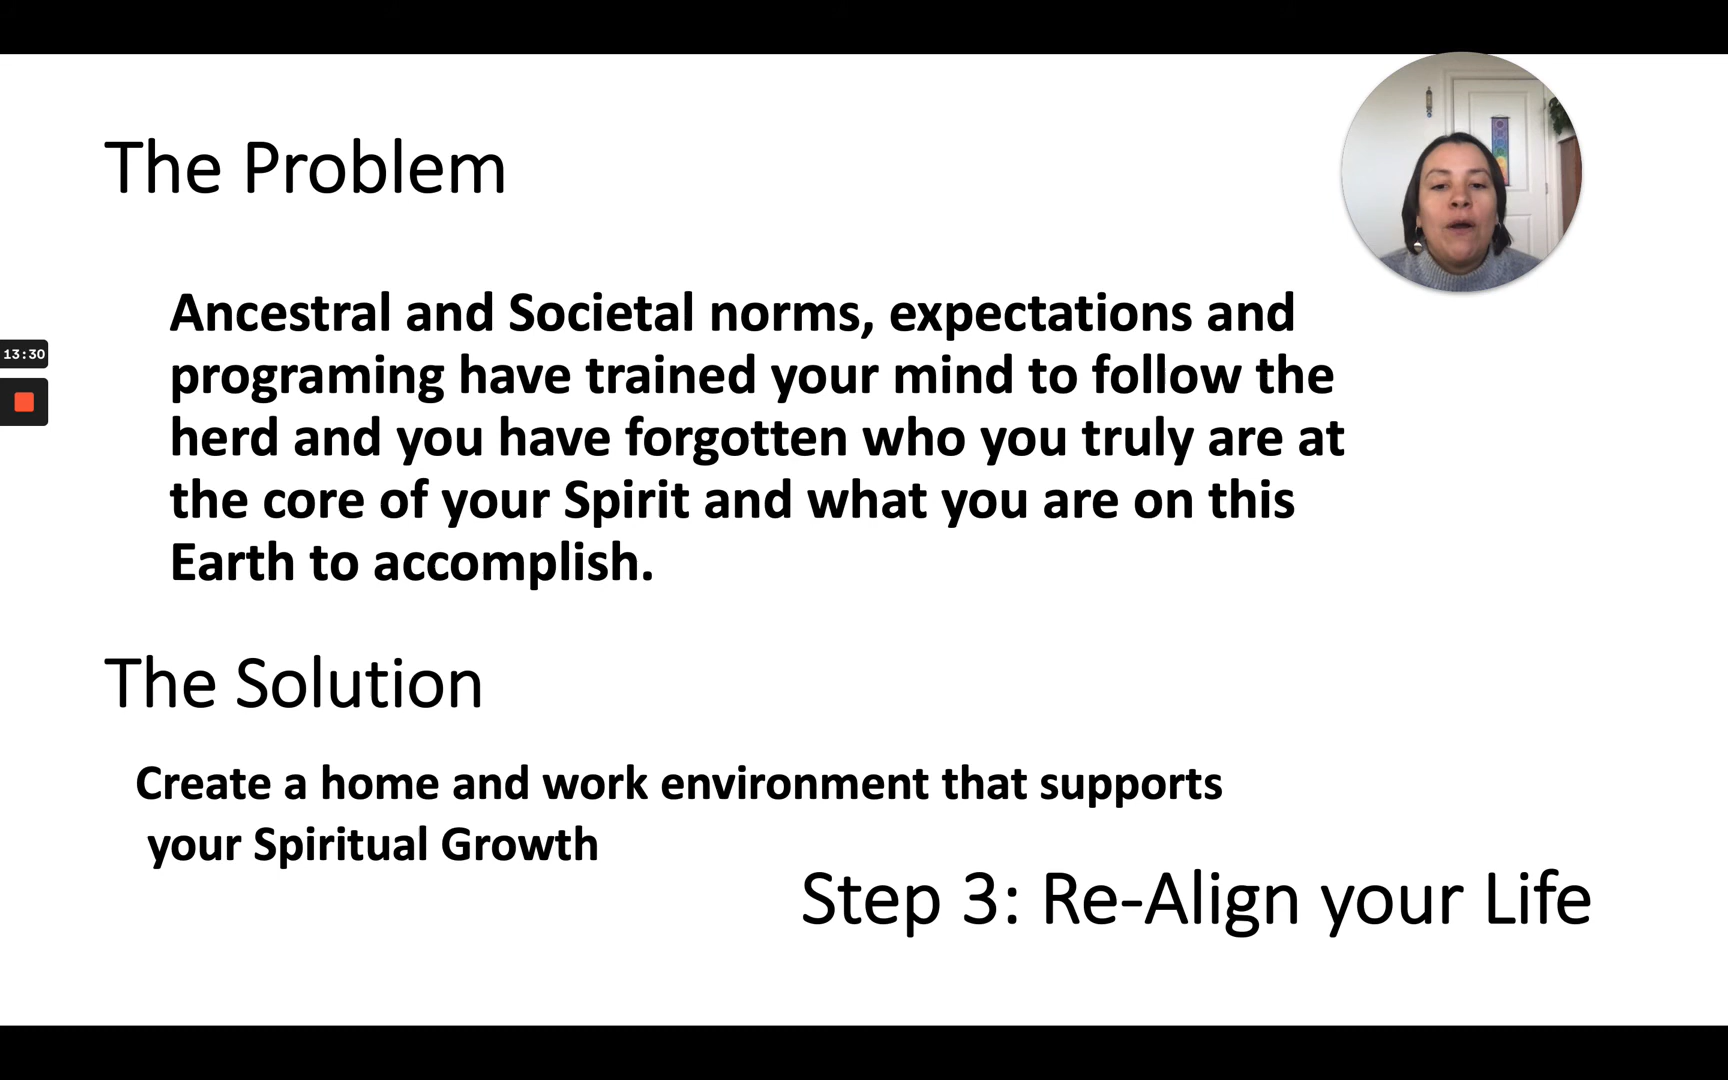 The Problem
Ancestral and Societal norms, expectations and
programing have trained your mind to follow the
herd and you have forgotten who you truly are at
the core of your Spirit and what you are on this
Earth to accomplish.
13:30
The Solution
Create a home and work environment that supports
your Spiritual Growth
Step 3: Re-Align your Life